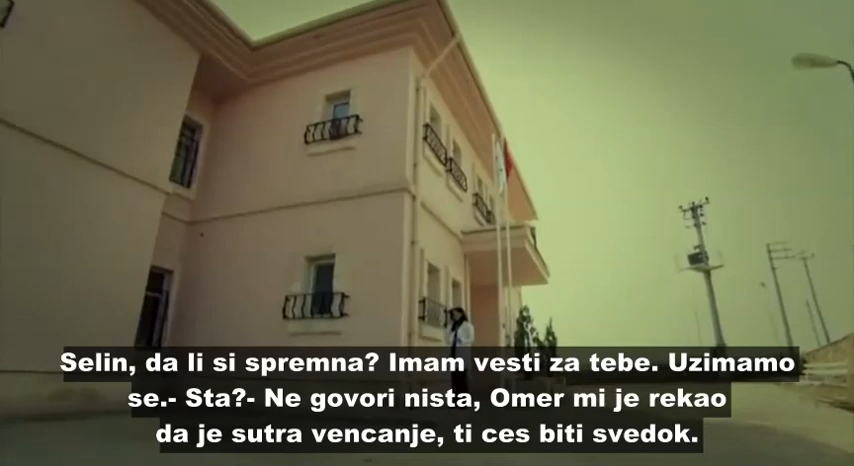 Selin, da li si spremna? Imam vesti za tebe. Uzimamo
se.- Sta?- Ne govori nista, Omer mi je rekao
da je sutra vencanje, ti ces biti svedok.